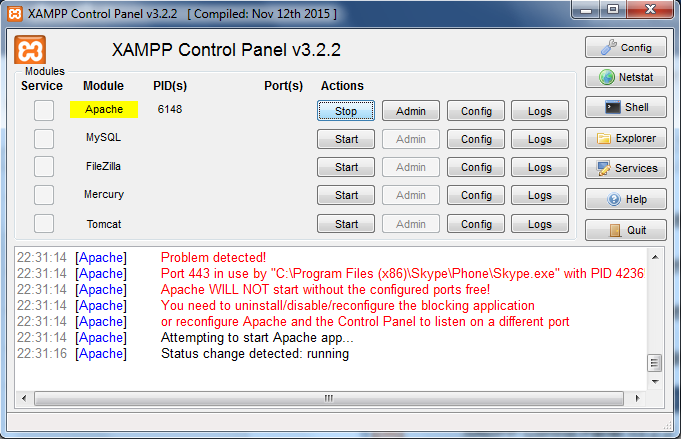 XAMPP Control Panel v3.2.2 [ Compiled: Nov 12th 2015 ]
XAMPP Control Panel v3.2.2
Config
Modules
Service Module PID(s) Port(s) Actions
Netstat
Apache 6148 Stop Admin Config Logs
Shell
MySQL Start Admin Config Logs
Explorer
FileZilla Start Admin Config Logs
Services
Mercury Start Admin Config Logs
Help
Tomcat Start Admin Config Logs
Quit
22:31:14 [Apache] Problem detected!
22:31:14 [Apache] Port 443 in use by "C:\Program Files (x86)\Skype\Phone\Skype.exe" with PID 4236
22:31:14 [Apache] Apache WILL NOT start without the configured ports free!
22:31:14 [Apache] You need to uninstall/disable/reconfigure the blocking application
22:31:14 [Apache] or reconfigure Apache and the Control Panel to listen on a different port
22:31:14 [Apache] Attempting to start Apache app...
22:31:16 [Apache] Status change detected: running